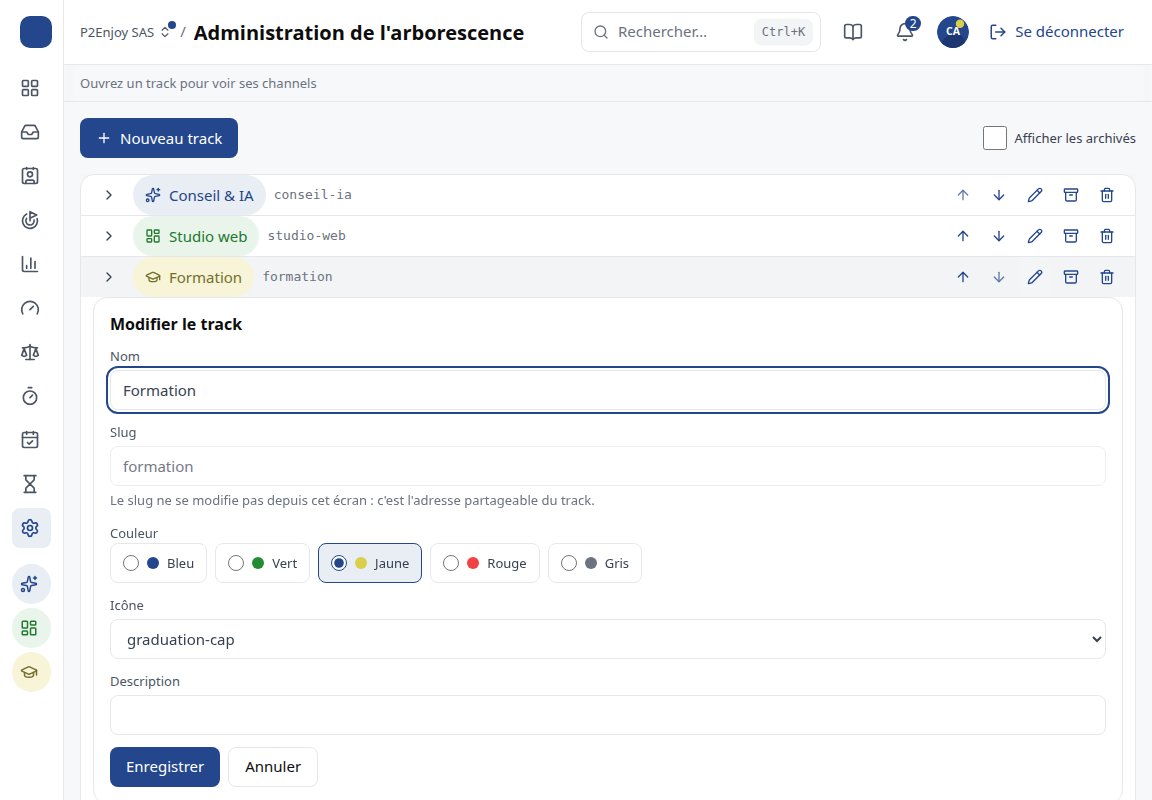 P2Enjoy SAS / Administration de l'arborescence
Rechercher... Ctrl+K
2
CA
Se déconnecter
Ouvrez un track pour voir ses channels
Nouveau track
Afficher les archivés
Conseil & IA conseil-ia
Studio web studio-web
Formation formation
Modifier le track
Nom
Formation
Slug
formation
Le slug ne se modifie pas depuis cet écran : c'est l'adresse partageable du track.
Couleur
Bleu Vert Jaune Rouge Gris
Icône
graduation-cap
Description
Enregistrer Annuler